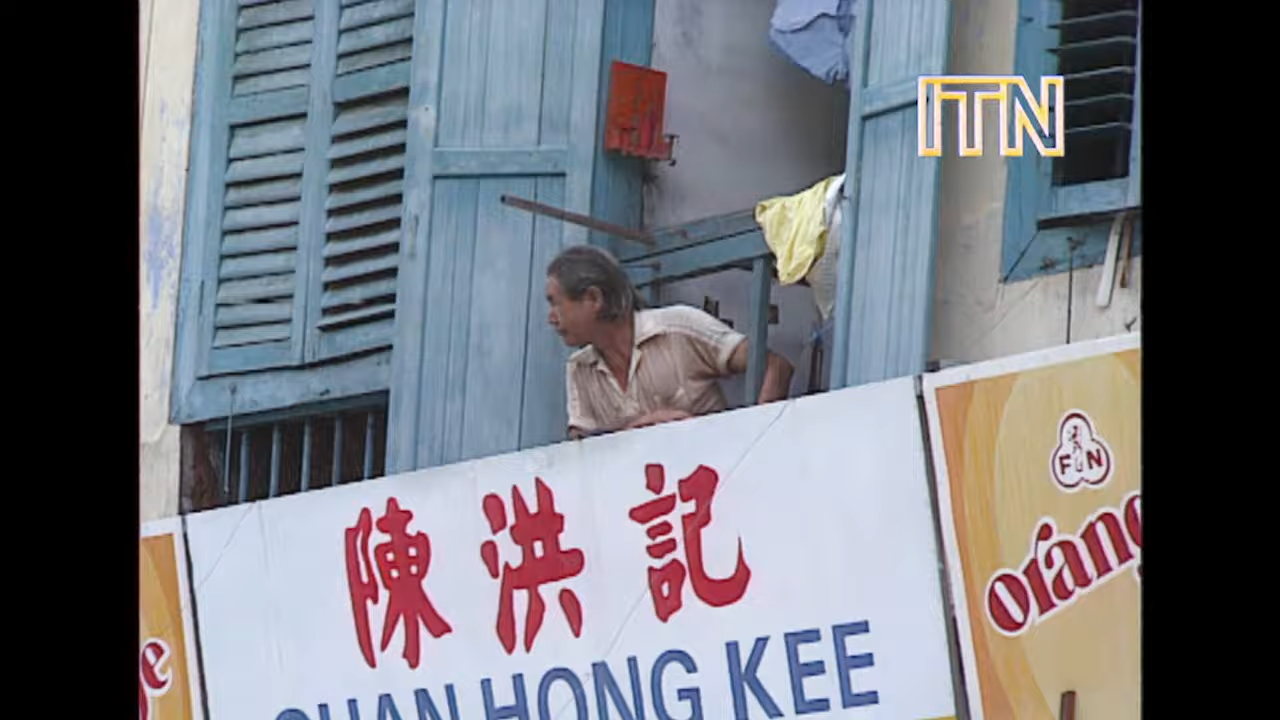 ITN
F N
陳洪記
Orang
CHAN HONG KEE